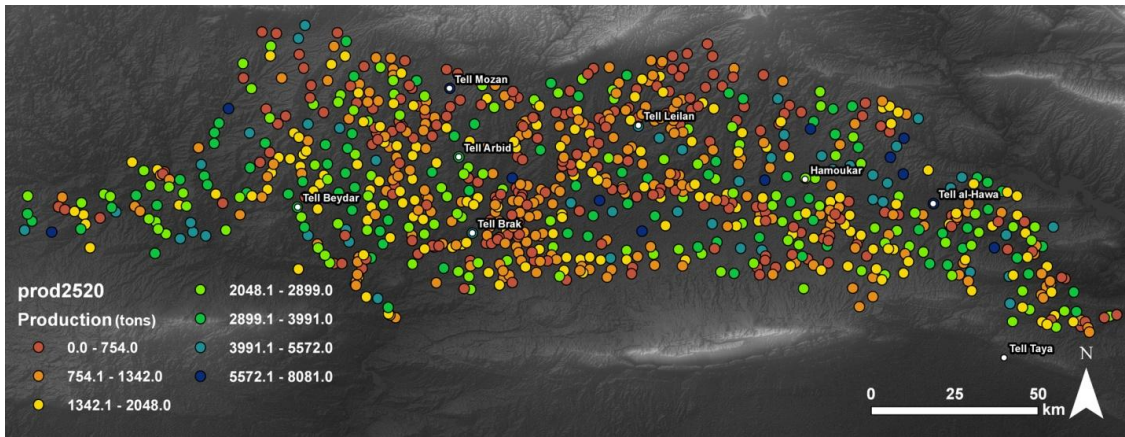 Tell Mozan
Tell Leilan
Tell Arbid
Hamoukar
Tell Beydar
Tell al-Hawa
Tell Brak
prod2520
Production (tons)
0.0 - 754.0
754.1 - 1342.0
1342.1 - 2048.0
2048.1 - 2899.0
2899.1 - 3991.0
3991.1 - 5572.0
5572.1 - 8081.0
Tell Taya
N
0 25 50
km